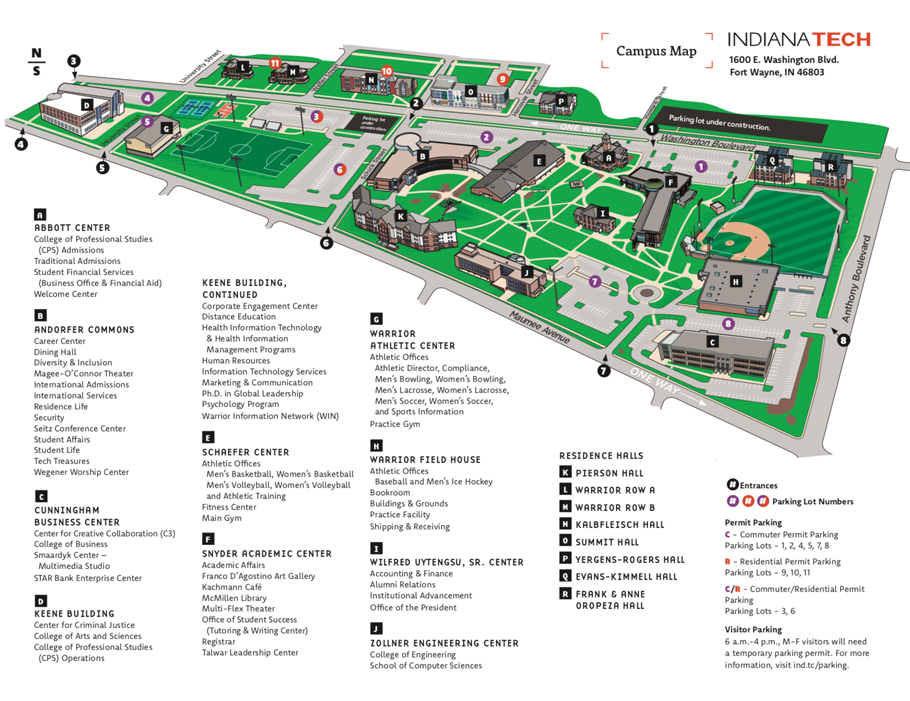 Campus Map
INDIANA TECH
1600 E. Washington Blvd.
Fort Wayne, IN 46803
N
S
3
University Street
L
11
M
N
10
O
9
P
D
4
5
G
3
Parking lot
under
construction.
2
2
ONE WAY
1
Parking lot under construction.
Washington Boulevard
1
Q
R
4
University Street
5
6
B
E
A
F
K
I
6
J
7
H
Anthony Boulevard
Maumee Avenue
8
C
8
7
ONE WAY
A
ABBOTT CENTER
College of Professional Studies
(CPS) Admissions
Traditional Admissions
Student Financial Services
(Business Office & Financial Aid)
Welcome Center
B
ANDORFER COMMONS
Career Center
Dining Hall
Diversity & Inclusion
Magee-O'Connor Theater
International Admissions
International Services
Residence Life
Security
Seitz Conference Center
Student Affairs
Student Life
Tech Treasures
Wegener Worship Center
C
CUNNINGHAM
BUSINESS CENTER
Center for Creative Collaboration (C3)
College of Business
Smaardyk Center –
Multimedia Studio
STAR Bank Enterprise Center
D
KEENE BUILDING
Center for Criminal Justice
College of Arts and Sciences
College of Professional Studies
(CPS) Operations
KEENE BUILDING,
CONTINUED
Corporate Engagement Center
Distance Education
Health Information Technology
& Health Information
Management Programs
Human Resources
Information Technology Services
Marketing & Communication
Ph.D. in Global Leadership
Psychology Program
Warrior Information Network (WIN)
E
SCHAEFER CENTER
Athletic Offices
Men's Basketball, Women's Basketball
Men's Volleyball, Women's Volleyball
and Athletic Training
Fitness Center
Main Gym
F
SNYDER ACADEMIC CENTER
Academic Affairs
Franco D'Agostino Art Gallery
Kachmann Café
McMillen Library
Multi-Flex Theater
Office of Student Success
(Tutoring & Writing Center)
Registrar
Talwar Leadership Center
G
WARRIOR
ATHLETIC CENTER
Athletic Offices
Athletic Director, Compliance,
Men's Bowling, Women's Bowling,
Men's Lacrosse, Women's Lacrosse,
Men's Soccer, Women's Soccer,
and Sports Information
Practice Gym
H
WARRIOR FIELD HOUSE
Athletic Offices
Baseball and Men's Ice Hockey
Bookroom
Buildings & Grounds
Practice Facility
Shipping & Receiving
I
WILFRED UYTENGSU, SR. CENTER
Accounting & Finance
Alumni Relations
Institutional Advancement
Office of the President
J
ZOLLNER ENGINEERING CENTER
College of Engineering
School of Computer Sciences
RESIDENCE HALLS
K PIERSON HALL
L WARRIOR ROW A
M WARRIOR ROW B
N KALBFLEISCH HALL
O SUMMIT HALL
P YERGENS-ROGERS HALL
Q EVANS-KIMMELL HALL
R FRANK & ANNE
OROPEZA HALL
# Entrances
# # # Parking Lot Numbers
Permit Parking
C – Commuter Permit Parking
Parking Lots – 1, 2, 4, 5, 7, 8
R – Residential Permit Parking
Parking Lots – 9, 10, 11
C/R – Commuter/Residential Permit
Parking
Parking Lots – 3, 6
Visitor Parking
6 a.m.-4 p.m., M-F visitors will need
a temporary parking permit. For more
information, visit ind.tc/parking.